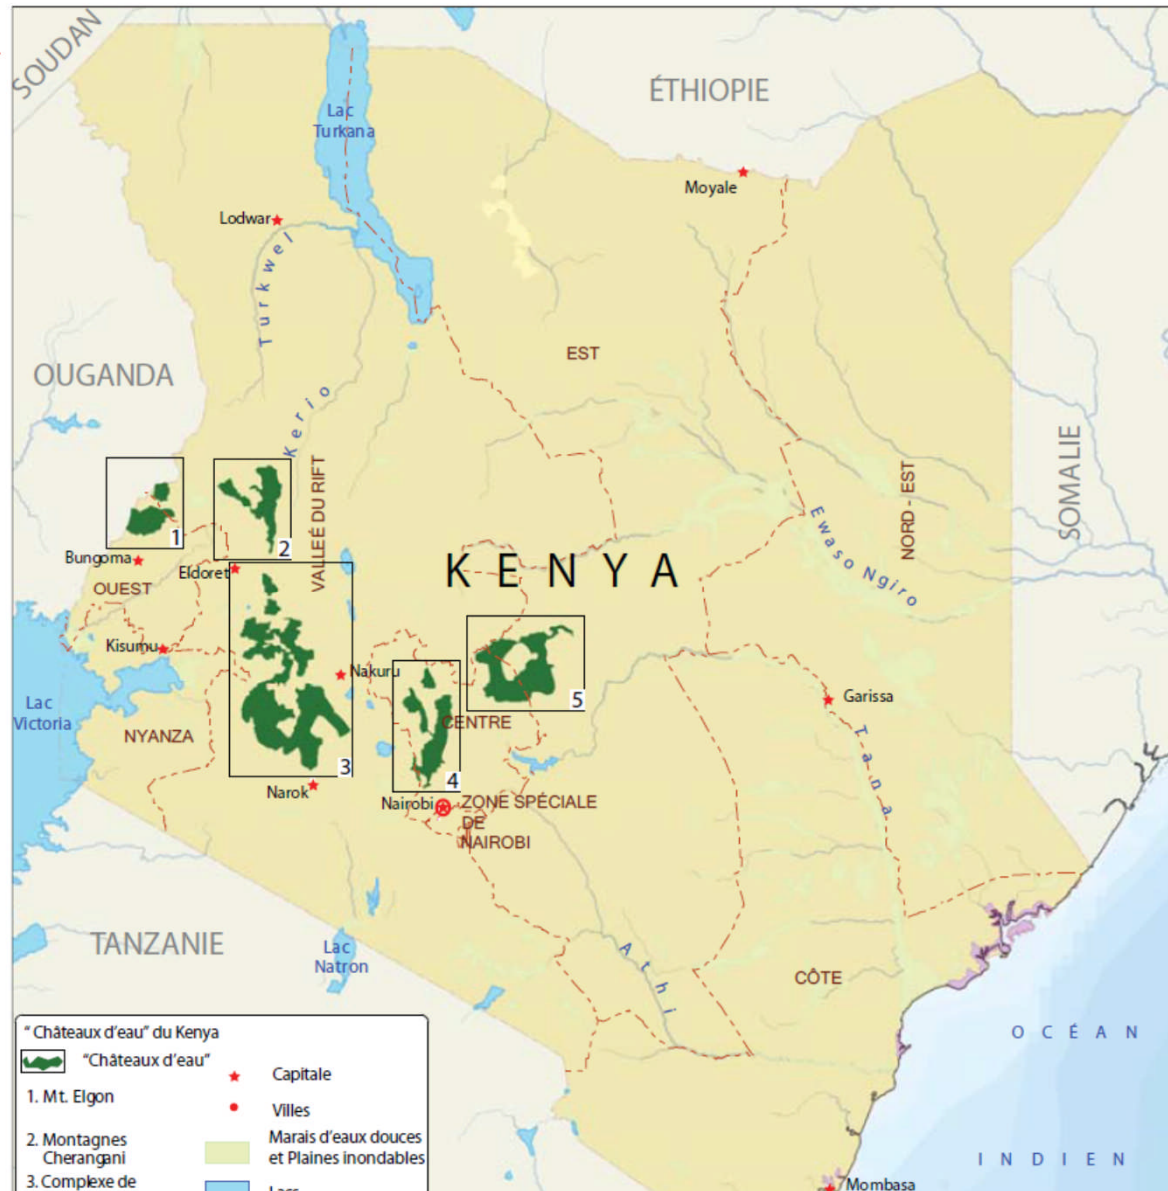 SOUDAN
ÉTHIOPIE
Lac
Turkana
Moyale
Lodwar
Turkwel
EST
OUGANDA
Kerio
SOMALIE
VALLEÉ DU RIFT
NORD - EST
1
2
Ewaso Ngiro
Bungoma
Eldoret
KENYA
OUEST
Kisumu
Nakuru
5
Garissa
Lac
Victoria
CENTRE
NYANZA
Tana
3
4
Narok
Nairobi
ZONE SPÉCIALE
DE
NAIROBI
TANZANIE
Lac
Natron
Athi
CÔTE
OCÉAN
INDIEN
Mombasa
"Châteaux d'eau" du Kenya
"Châteaux d'eau"
Capitale
1. Mt. Elgon
Villes
2. Montagnes
Cherangani
Marais d'eaux douces
et Plaines inondables
3. Complexe de
Lacs